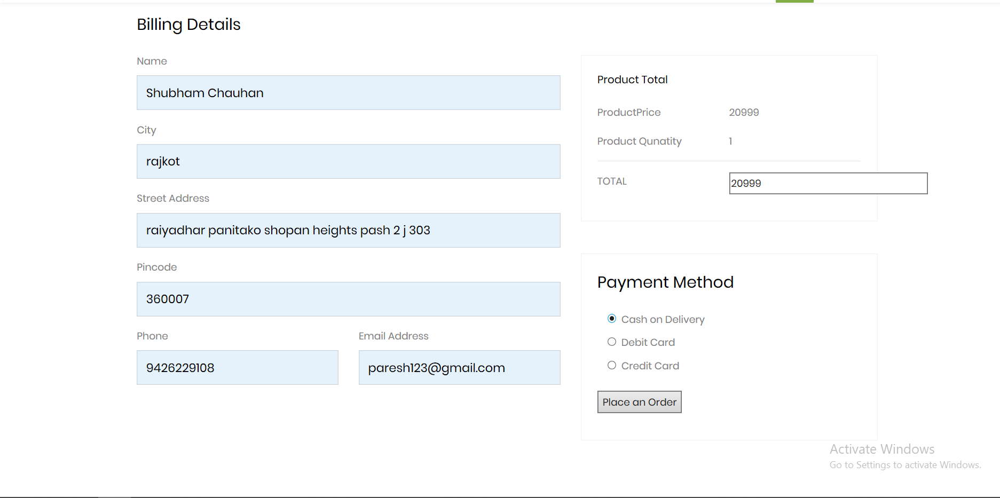 Billing Details
Name
Shubham Chauhan
City
rajkot
Street Address
raiyadhar panitako shopan heights pash 2 j 303
Pincode
360007
Phone
Email Address
9426229108
paresh123@gmail.com
Product Total
ProductPrice 20999
Product Qunatity 1
TOTAL 20999
Payment Method
Cash on Delivery
Debit Card
Credit Card
Place an Order
Activate Windows
Go to Settings to activate Windows.